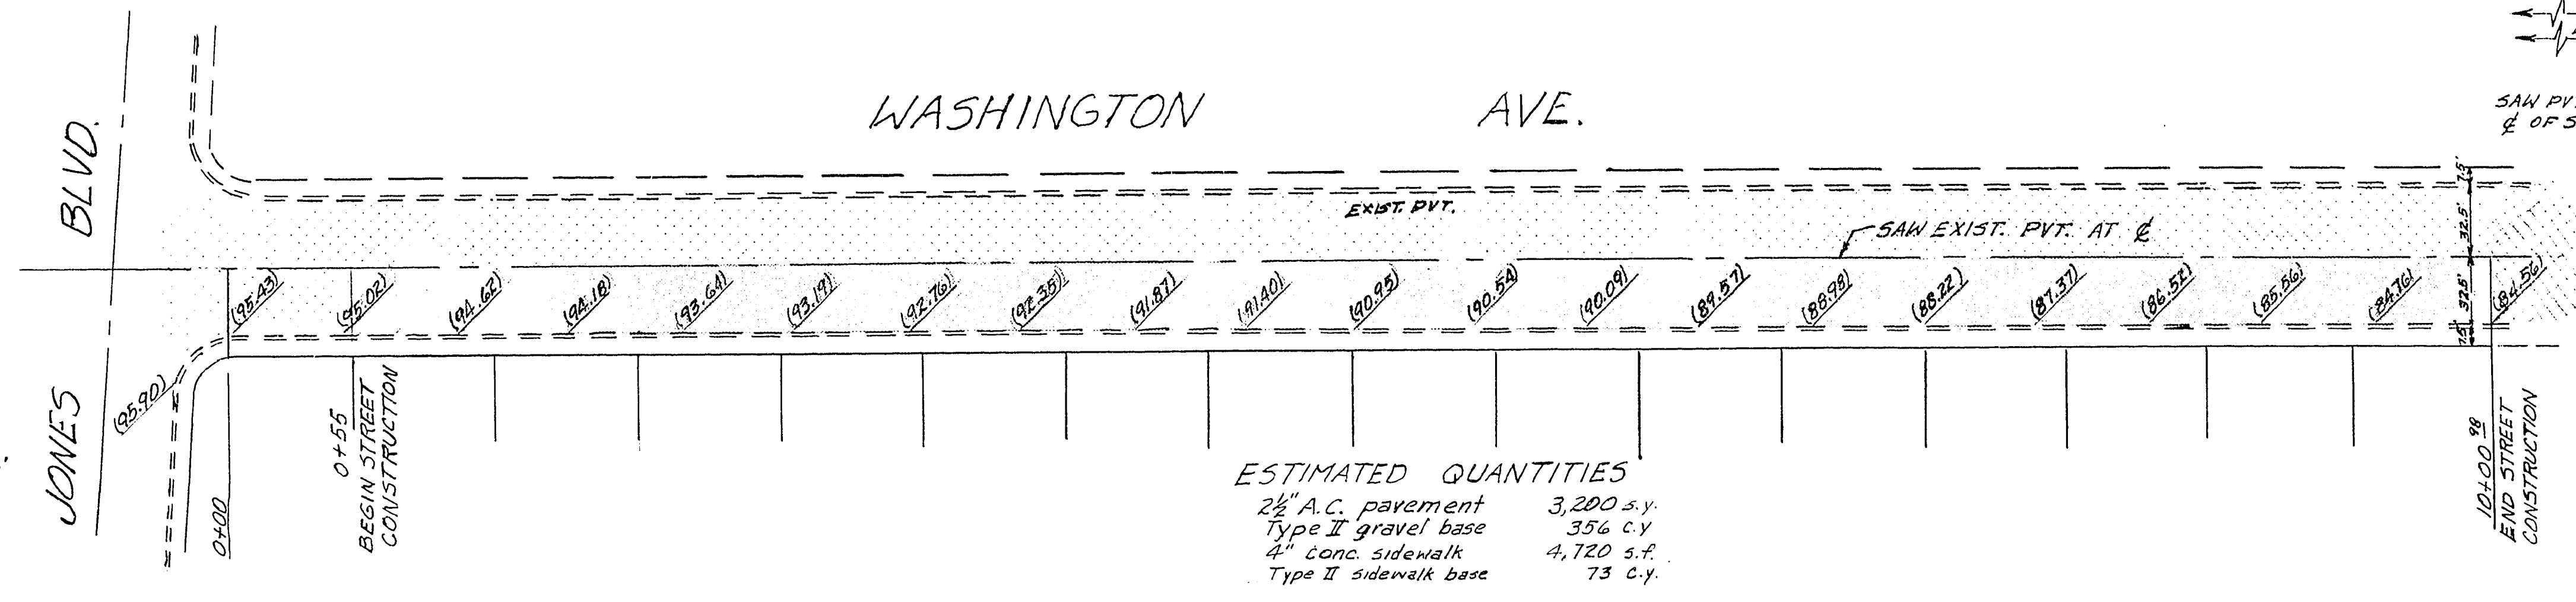 WASHINGTON AVE.
JONES BLVD.
SAW PV
₵ OF S
EXIST. PVT.
SAW EXIST. PVT. AT ₵
7.5'
32.5'
32.5'
7.5'
(95.90)
(95.43)
(95.02)
(94.62)
(94.18)
(93.64)
(93.19)
(92.76)
(92.35)
(91.87)
(91.40)
(90.95)
(90.54)
(90.09)
(89.57)
(88.98)
(88.22)
(87.37)
(86.52)
(85.56)
(84.76)
(84.56)
0+00
0+55
BEGIN STREET
CONSTRUCTION
10+00 98
END STREET
CONSTRUCTION
ESTIMATED QUANTITIES
2½" A.C. pavement 3,200 s.y.
Type II gravel base 356 c.y
4" conc. sidewalk 4,720 s.f.
Type II sidewalk base 73 c.y.